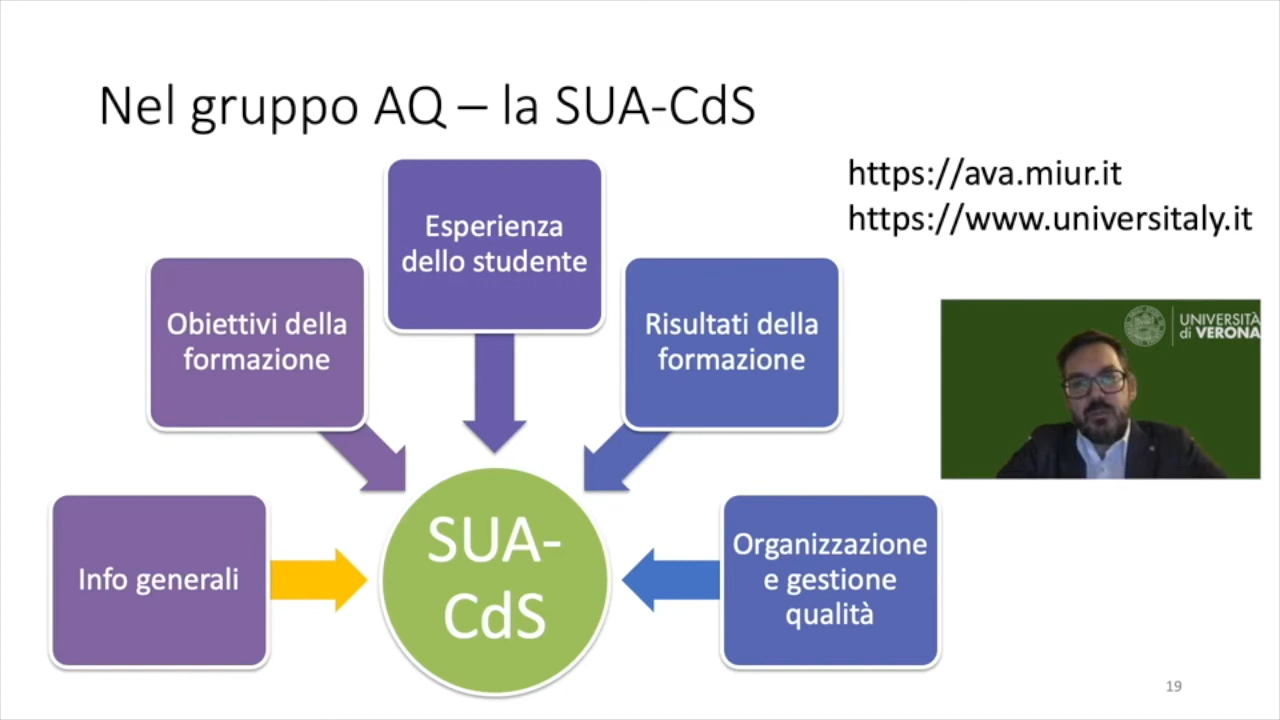 Nel gruppo AQ – la SUA-CdS
https://ava.miur.it
https://www.universitaly.it
Esperienza
dello studente
Obiettivi della
formazione
Risultati della
formazione
UNIVERSITÀ
di VERONA
Info generali
SUA-
CdS
Organizzazione
e gestione
qualità
19